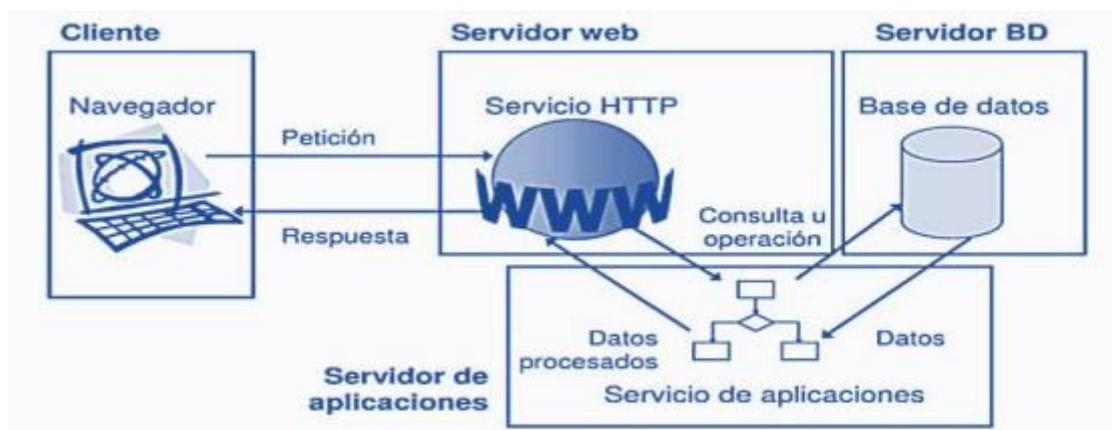 Cliente
Servidor web
Servidor BD
Navegador
Servicio HTTP
Base de datos
Petición
WWW
Respuesta
Consulta u
operación
Datos
procesados
Datos
Servidor de
aplicaciones
Servicio de aplicaciones